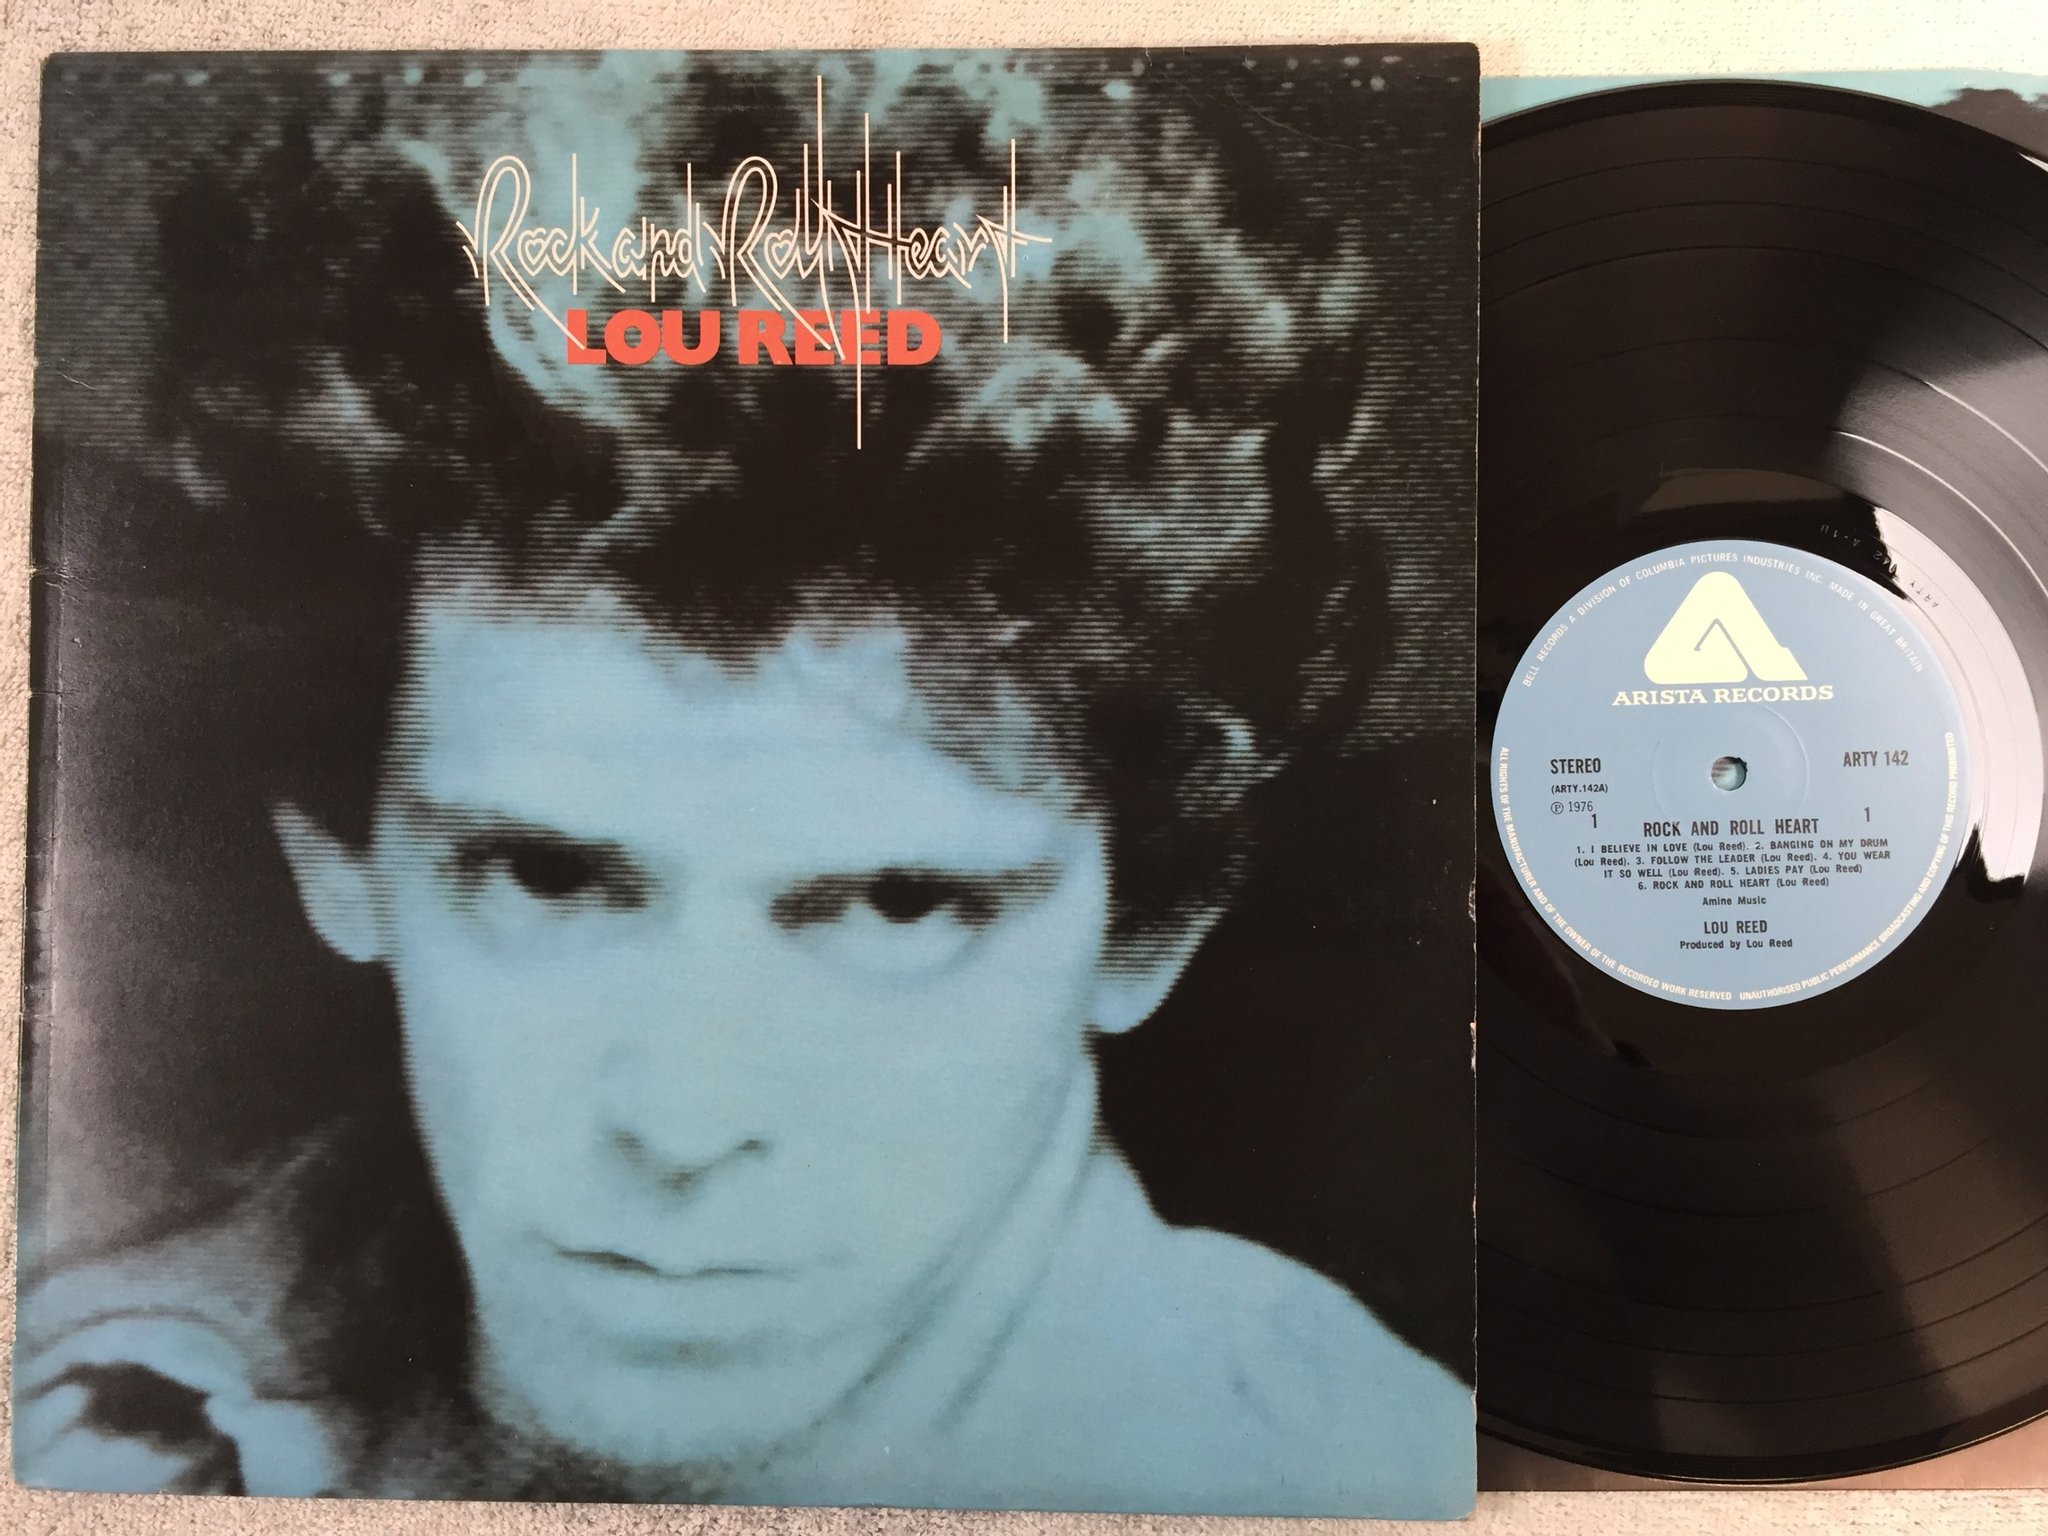 Rock and Roll Heart
LOU REED
BELL RECORDS A DIVISION OF COLUMBIA PICTURES INDUSTRIES INC. MADE IN GREAT BRITAIN
ARISTA RECORDS
STEREO
ARTY 142
(ARTY.142A)
℗ 1976
1
1
ROCK AND ROLL HEART
1. I BELIEVE IN LOVE (Lou Reed). 2. BANGING ON MY DRUM
(Lou Reed). 3. FOLLOW THE LEADER (Lou Reed). 4. YOU WEAR
IT SO WELL (Lou Reed). 5. LADIES PAY (Lou Reed)
6. ROCK AND ROLL HEART (Lou Reed)
Amine Music
LOU REED
Produced by Lou Reed
ALL RIGHTS OF THE MANUFACTURER AND OF THE OWNER OF THE RECORDED WORK RESERVED UNAUTHORISED PUBLIC PERFORMANCE BROADCASTING AND COPYING OF THIS RECORD PROHIBITED